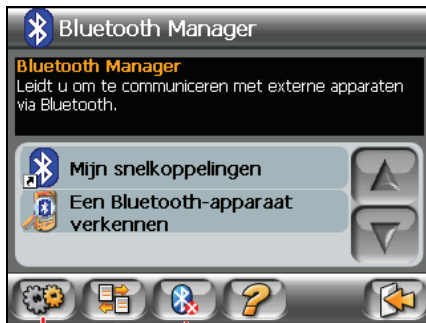 Bluetooth Manager
Bluetooth Manager
Leidt u om te communiceren met externe apparaten
via Bluetooth.
Mijn snelkoppelingen
Een Bluetooth-apparaat
verkennen